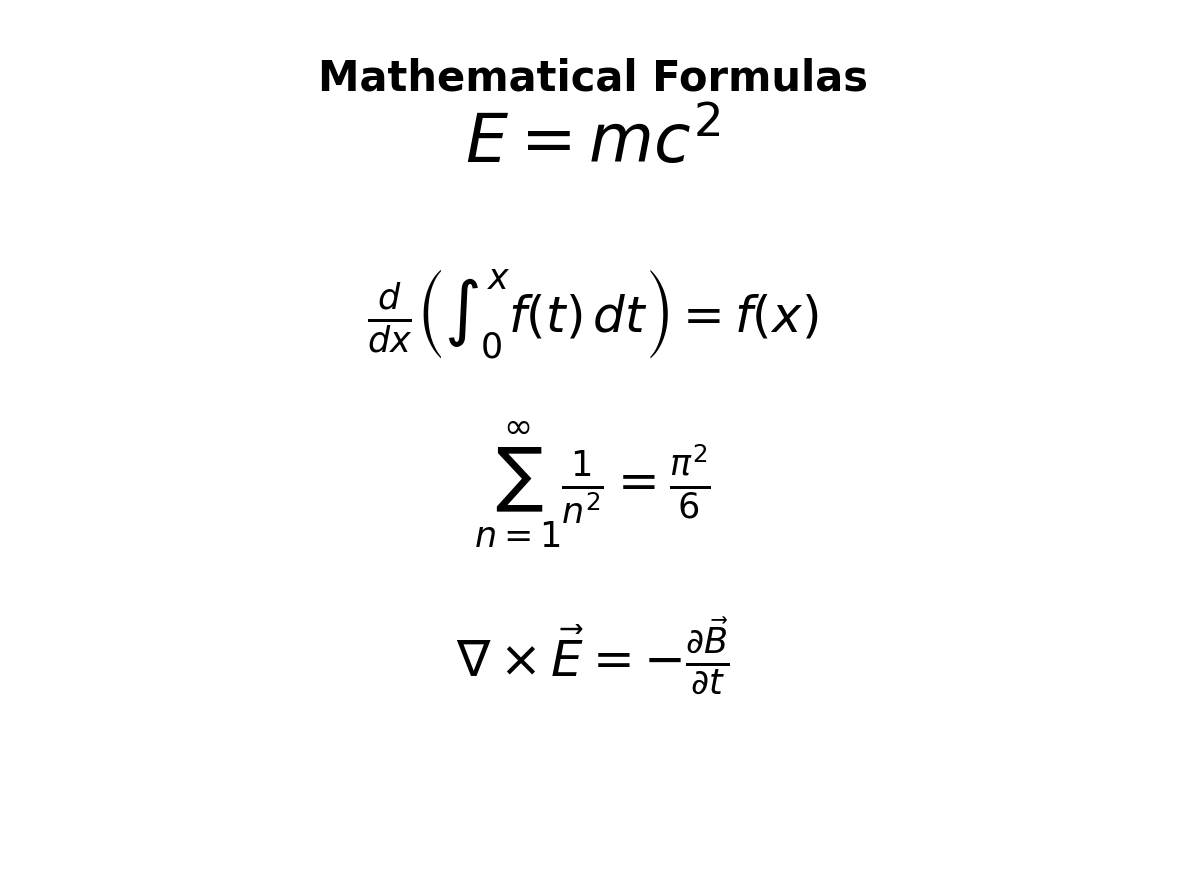 Mathematical Formulas
E = mc²
d/dx (∫₀ˣ f(t) dt) = f(x)
∑ₙ₌₁^∞ 1/n² = π²/6
∇ × E⃗ = −∂B⃗/∂t